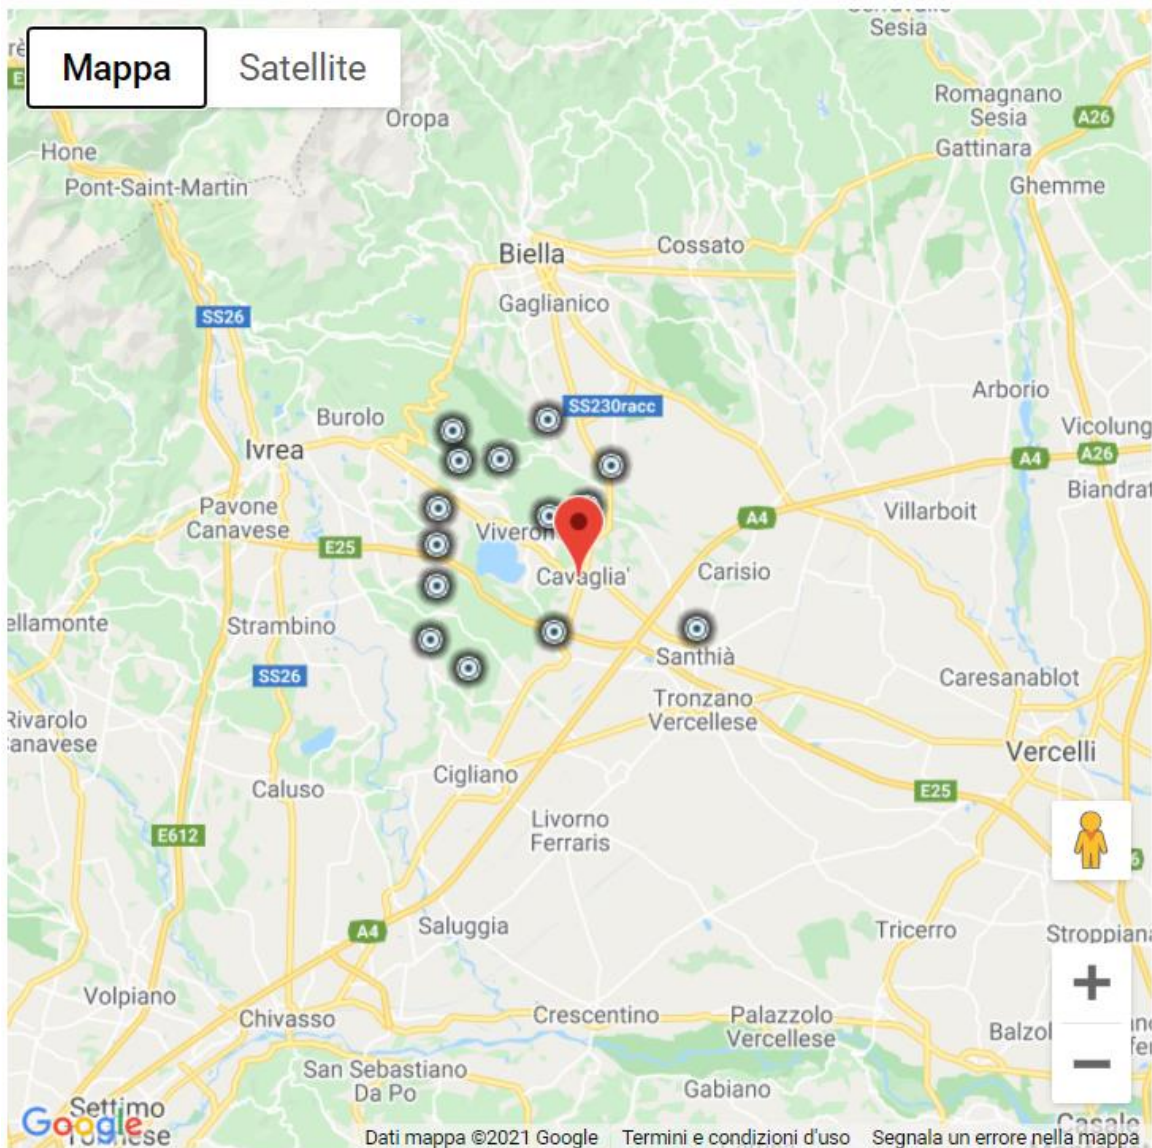 Sesia
Mappa
Satellite
Oropa
Romagnano
Sesia
A26
Hone
Gattinara
Pont-Saint-Martin
Ghemme
Biella
Cossato
Gaglianico
SS26
Arborio
SS230racc
Burolo
Vicolung
Ivrea
A4
A26
Biandrat
Pavone
Canavese
Villarboit
A4
Viveron
E25
Cavaglia'
Carisio
ellamonte
Strambino
Santhià
SS26
Caresanablot
Tronzano
Vercellese
Rivarolo
Canavese
Vercelli
Cigliano
Caluso
E25
Livorno
Ferraris
E612
A4
Saluggia
Tricerro
Stroppiana
Volpiano
Chivasso
Crescentino
Palazzolo
Vercellese
Balzol
San Sebastiano
Da Po
Gabiano
Settimo
Google
Casale
Dati mappa ©2021 Google
Termini e condizioni d'uso
Segnala un errore nella mappa